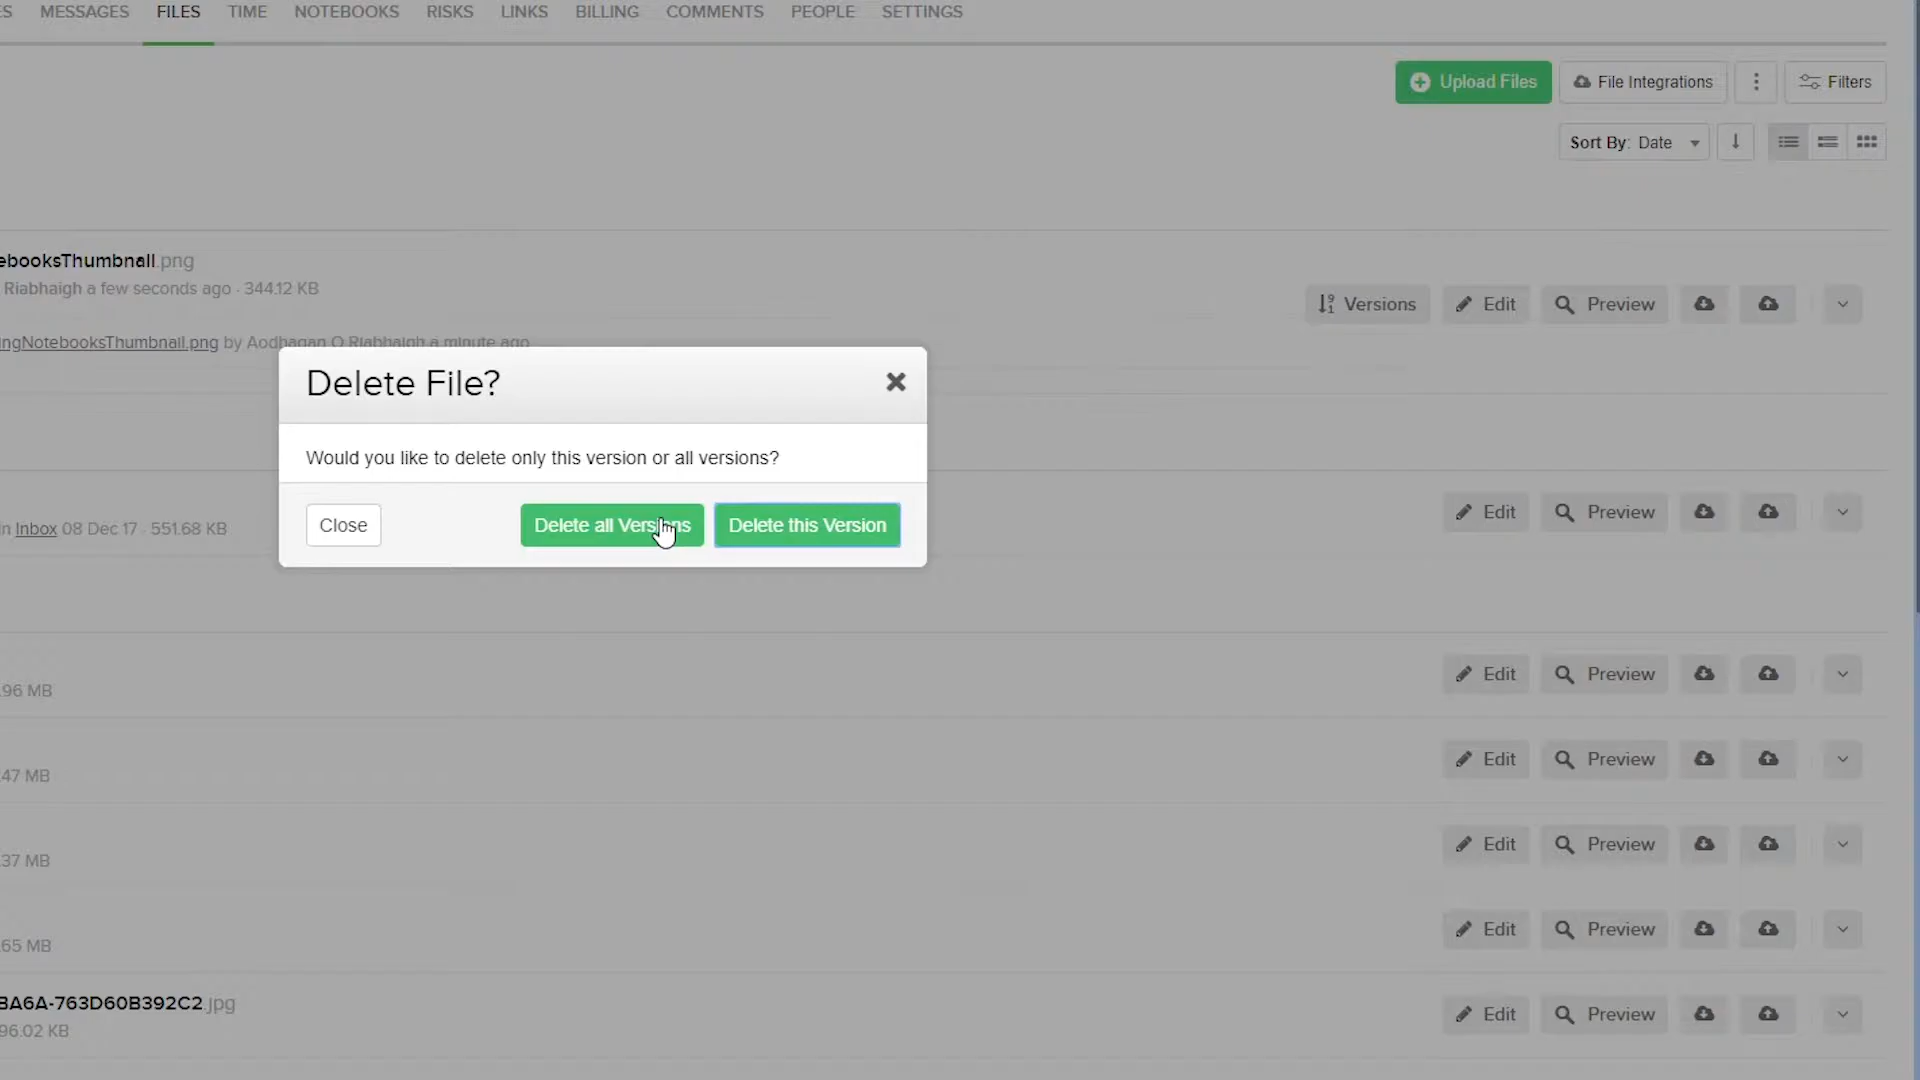 MESSAGES FILES TIME NOTEBOOKS RISKS LINKS BILLING COMMENTS PEOPLE SETTINGS
Upload Files File Integrations Filters
Sort By: Date
ebooksThumbnail.png
Riabhaigh a few seconds ago · 344.12 KB
Versions Edit Preview
ingNotebooksThumbnail.png by Aodhagan O Riabhaigh a minute ago
Delete File?
Would you like to delete only this version or all versions?
Close Delete all Versions Delete this Version
in Inbox 08 Dec 17 · 551.68 KB
Edit Preview
Edit Preview
.96 MB
Edit Preview
.47 MB
Edit Preview
.37 MB
Edit Preview
.65 MB
BA6A-763D60B392C2.jpg
96.02 KB
Edit Preview